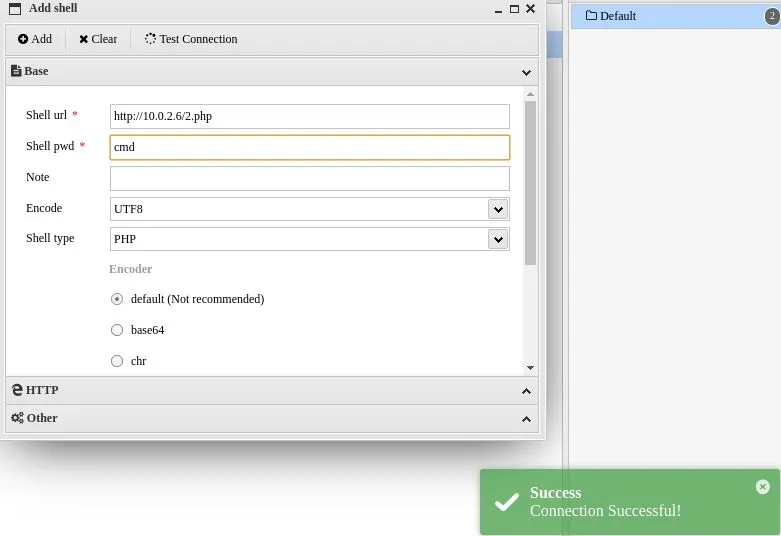 Add shell
Add Clear Test Connection
Default 2
Base
Shell url * http://10.0.2.6/2.php
Shell pwd * cmd
Note
Encode UTF8
Shell type PHP
Encoder
default (Not recommended)
base64
chr
HTTP
Other
Success
Connection Successful!